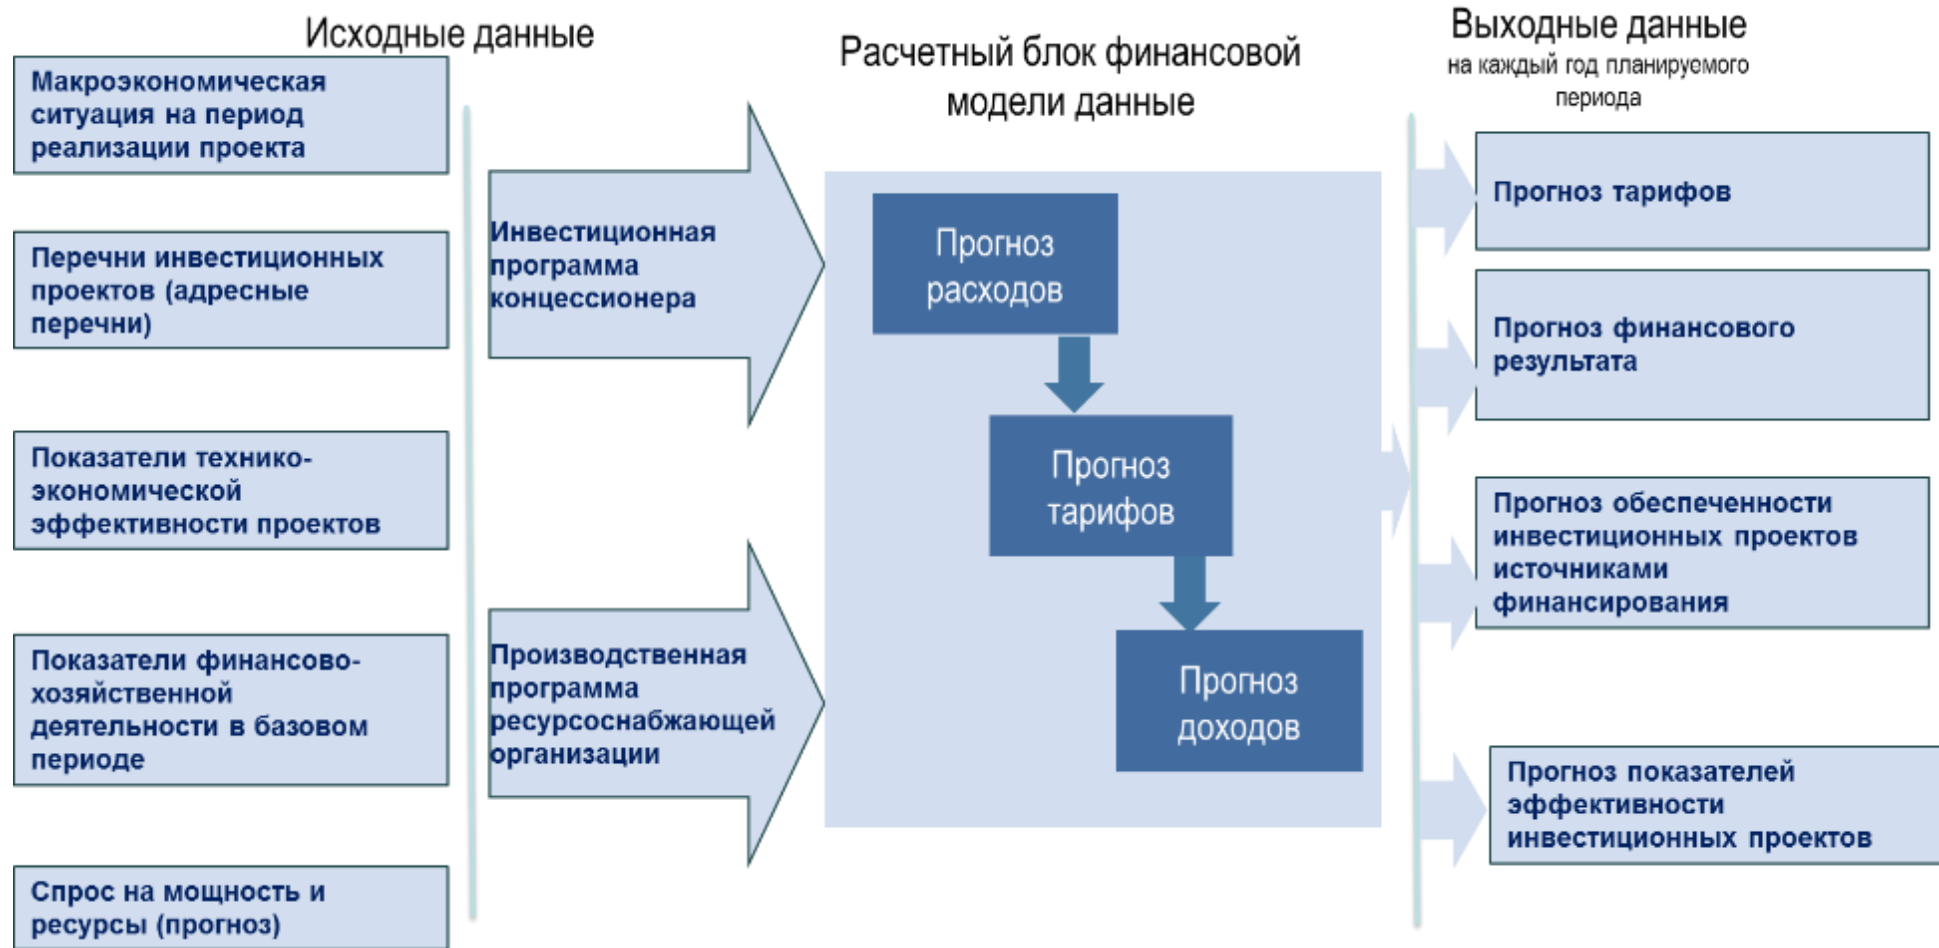 Исходные данные
Макроэкономическая
ситуация на период
реализации проекта
Перечни инвестиционных
проектов (адресные
перечни)
Показатели технико-
экономической
эффективности проектов
Показатели финансово-
хозяйственной
деятельности в базовом
периоде
Спрос на мощность и
ресурсы (прогноз)
Инвестиционная
программа
концессионера
Производственная
программа
ресурсоснабжающей
организации
Расчетный блок финансовой
модели данные
Прогноз
расходов
Прогноз
тарифов
Прогноз
доходов
Выходные данные
на каждый год планируемого
периода
Прогноз тарифов
Прогноз финансового
результата
Прогноз обеспеченности
инвестиционных проектов
источниками
финансирования
Прогноз показателей
эффективности
инвестиционных проектов